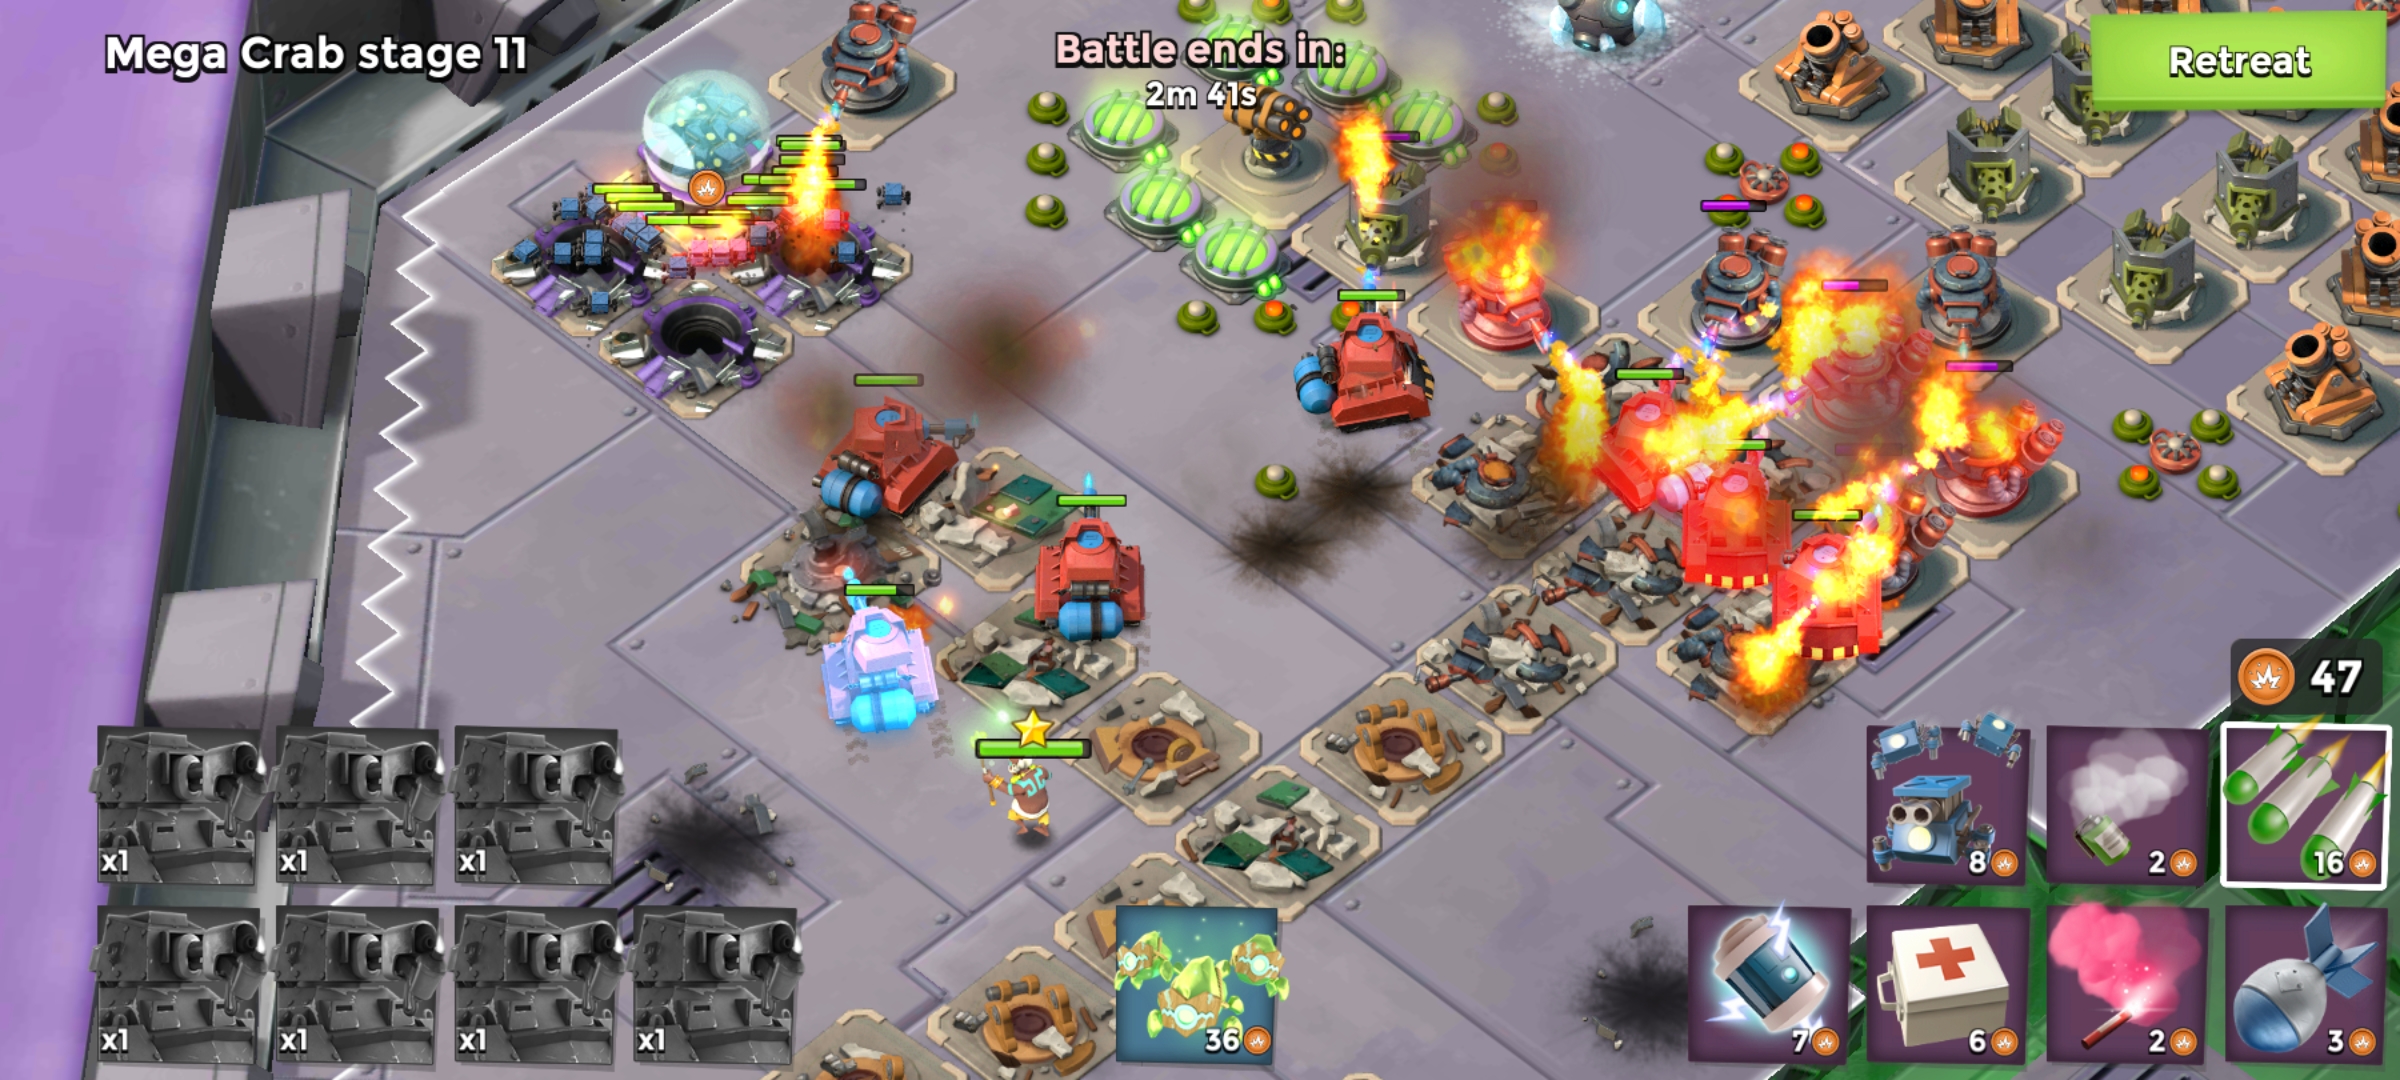 Mega Crab stage 11
Battle ends in:
2m 41s
Retreat
47
8
2
16
x1
x1
x1
x1
x1
x1
x1
36
7
6
2
3